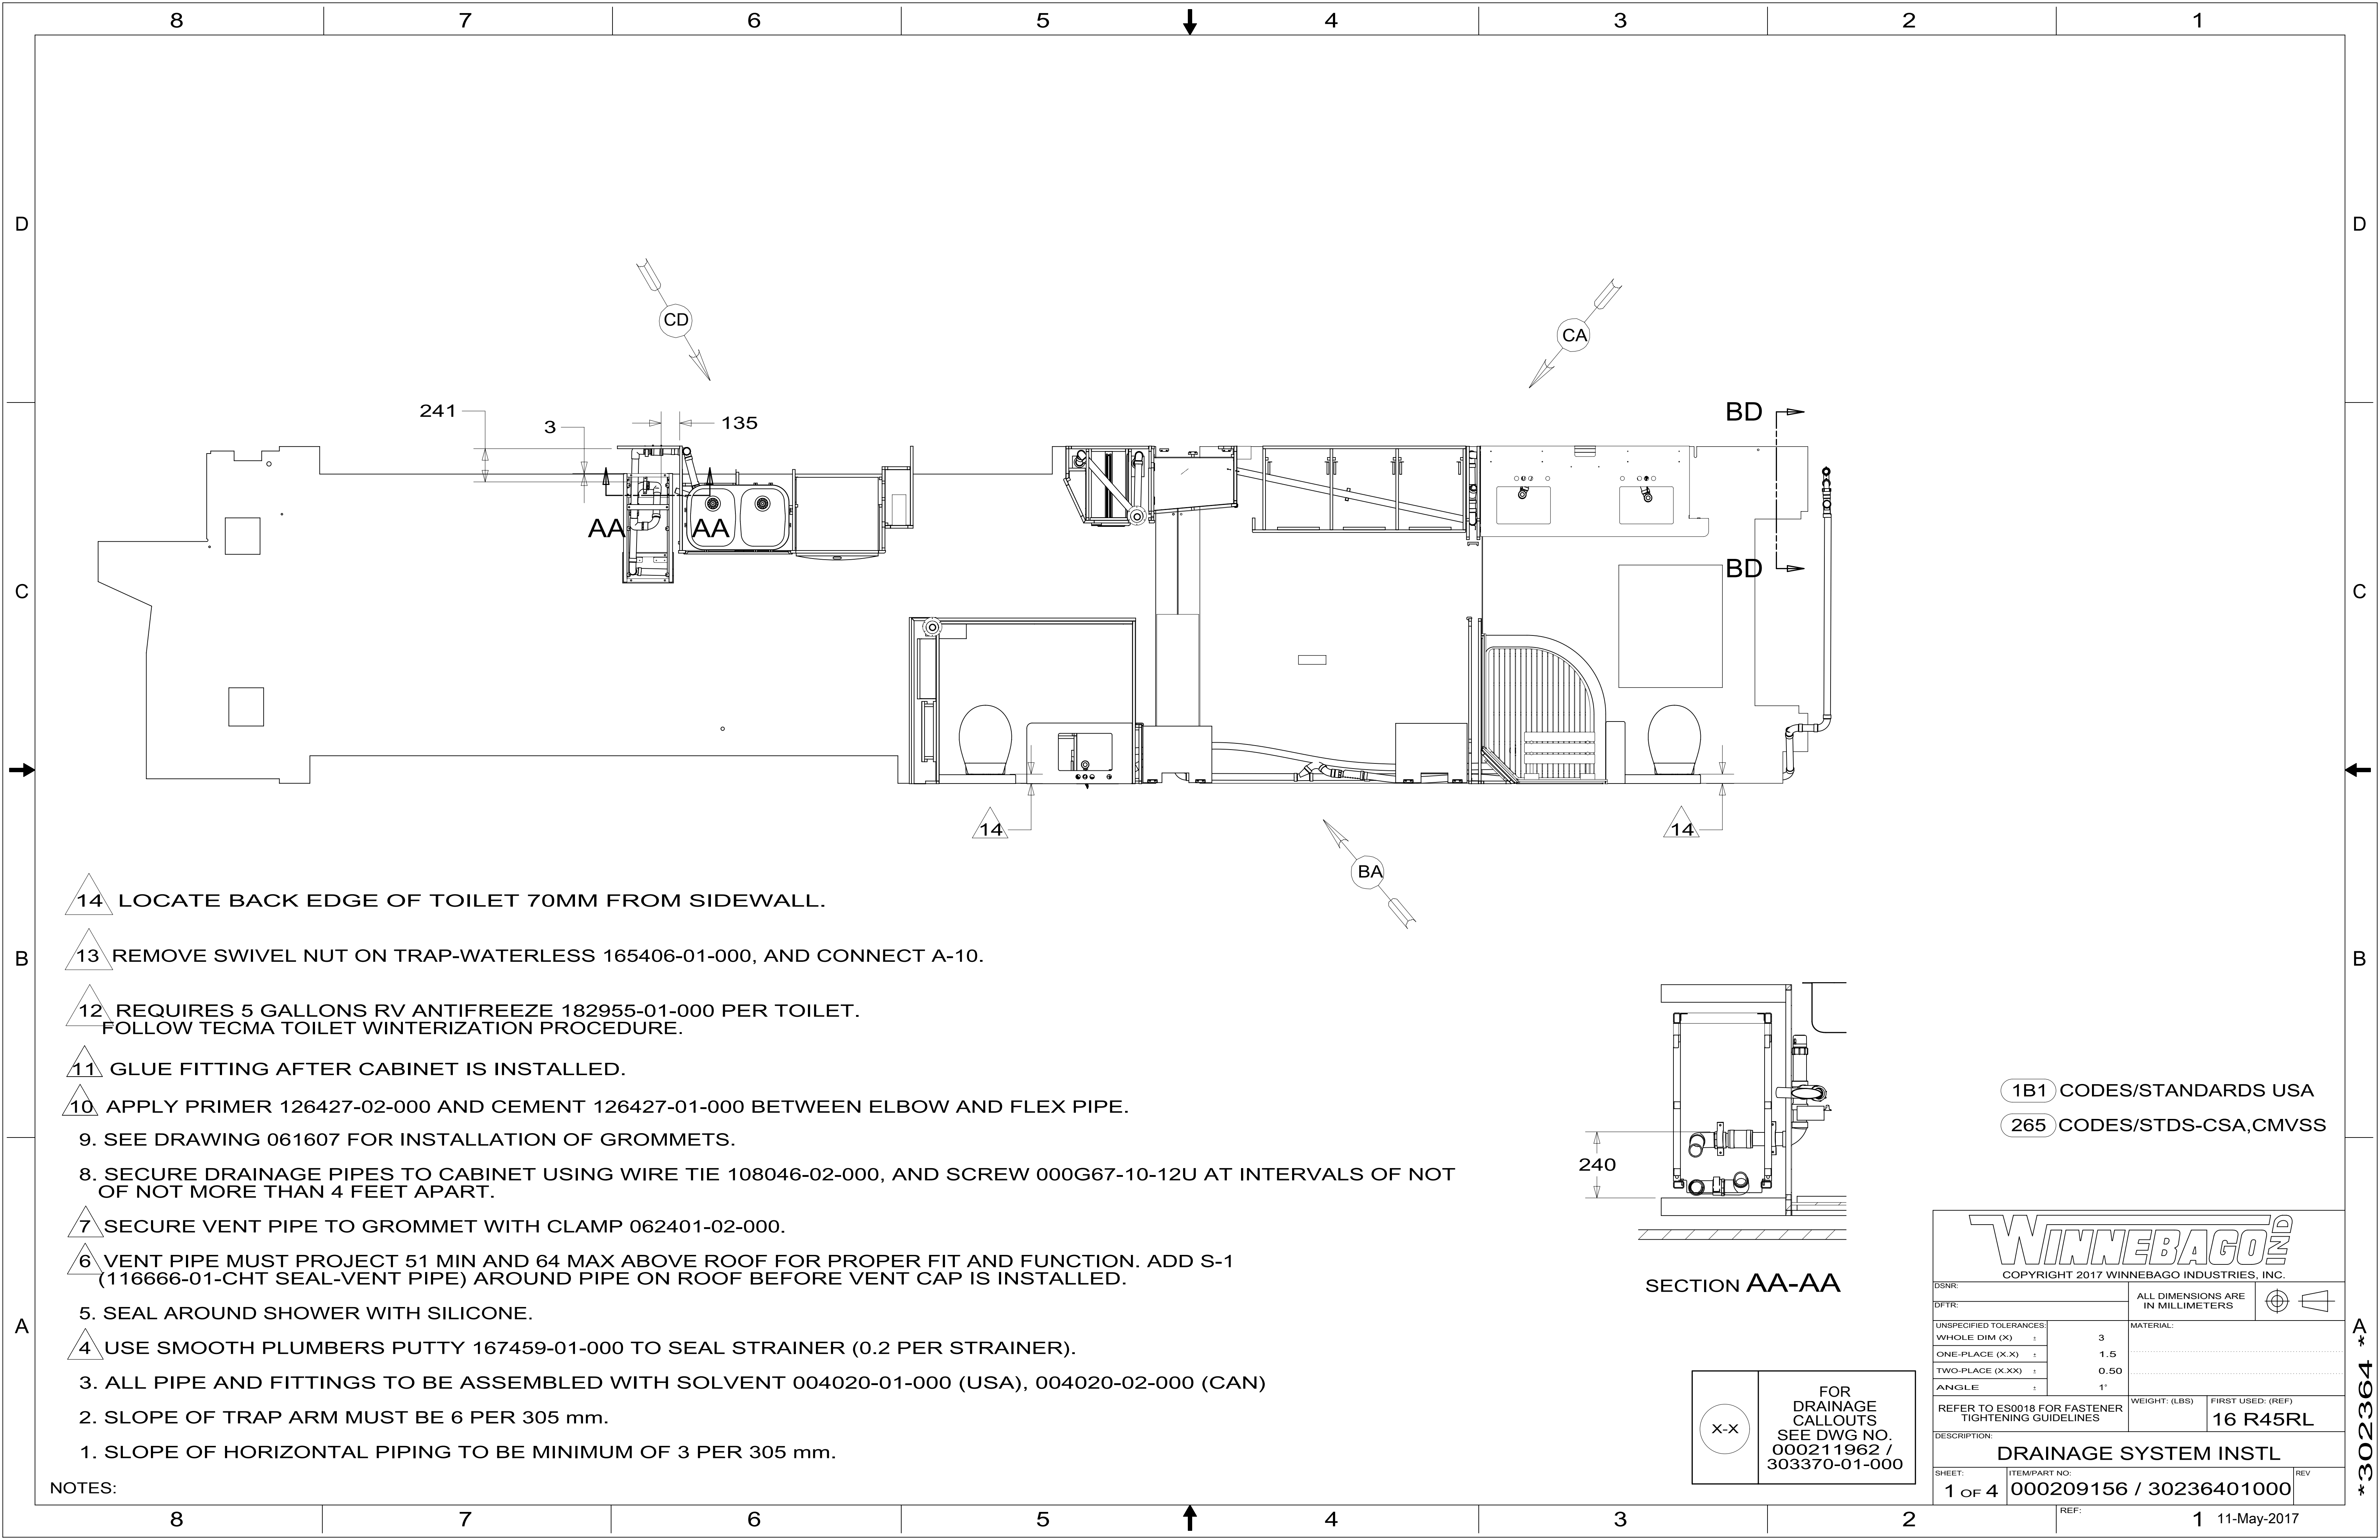 8 7 6 5 4 3 2 1
D
D
CD
CA
241
3
135
BD
AA
AA
BD
C
C
14
14
BA
14 LOCATE BACK EDGE OF TOILET 70MM FROM SIDEWALL.
13 REMOVE SWIVEL NUT ON TRAP-WATERLESS 165406-01-000, AND CONNECT A-10.
B
B
12 REQUIRES 5 GALLONS RV ANTIFREEZE 182955-01-000 PER TOILET.
FOLLOW TECMA TOILET WINTERIZATION PROCEDURE.
11 GLUE FITTING AFTER CABINET IS INSTALLED.
10 APPLY PRIMER 126427-02-000 AND CEMENT 126427-01-000 BETWEEN ELBOW AND FLEX PIPE.
9. SEE DRAWING 061607 FOR INSTALLATION OF GROMMETS.
8. SECURE DRAINAGE PIPES TO CABINET USING WIRE TIE 108046-02-000, AND SCREW 000G67-10-12U AT INTERVALS OF NOT
OF NOT MORE THAN 4 FEET APART.
7 SECURE VENT PIPE TO GROMMET WITH CLAMP 062401-02-000.
6 VENT PIPE MUST PROJECT 51 MIN AND 64 MAX ABOVE ROOF FOR PROPER FIT AND FUNCTION. ADD S-1
(116666-01-CHT SEAL-VENT PIPE) AROUND PIPE ON ROOF BEFORE VENT CAP IS INSTALLED.
5. SEAL AROUND SHOWER WITH SILICONE.
4 USE SMOOTH PLUMBERS PUTTY 167459-01-000 TO SEAL STRAINER (0.2 PER STRAINER).
3. ALL PIPE AND FITTINGS TO BE ASSEMBLED WITH SOLVENT 004020-01-000 (USA), 004020-02-000 (CAN)
2. SLOPE OF TRAP ARM MUST BE 6 PER 305 mm.
1. SLOPE OF HORIZONTAL PIPING TO BE MINIMUM OF 3 PER 305 mm.
NOTES:
240
SECTION AA-AA
1B1 CODES/STANDARDS USA
265 CODES/STDS-CSA,CMVSS
X-X
FOR
DRAINAGE
CALLOUTS
SEE DWG NO.
000211962 /
303370-01-000
WINNEBAGO IND
COPYRIGHT 2017 WINNEBAGO INDUSTRIES, INC.
DSNR:
DFTR:
ALL DIMENSIONS ARE
IN MILLIMETERS
UNSPECIFIED TOLERANCES:
WHOLE DIM (X) ± 3
ONE-PLACE (X.X) ± 1.5
TWO-PLACE (X.XX) ± 0.50
ANGLE ± 1°
MATERIAL:
REFER TO ES0018 FOR FASTENER
TIGHTENING GUIDELINES
WEIGHT: (LBS)
FIRST USED: (REF)
16 R45RL
DESCRIPTION:
DRAINAGE SYSTEM INSTL
SHEET:
1 OF 4
ITEM/PART NO:
000209156 / 30236401000
REV
REF:
A
A
*302364 *
8 7 6 5 4 3 2 1
11-May-2017